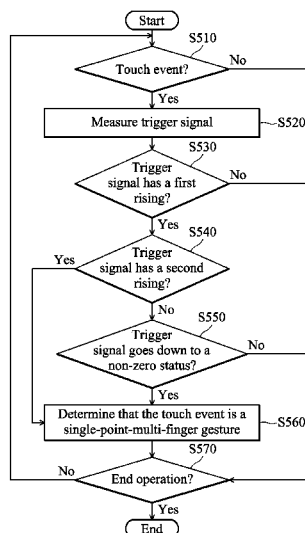 Start
S510
Touch event?
No
Yes
Measure trigger signal
S520
S530
Trigger
signal has a first
rising?
No
Yes
S540
Trigger
signal has a second
rising?
Yes
No
S550
Trigger
signal goes down to a
non-zero status?
No
Yes
Determine that the touch event is a
single-point-multi-finger gesture
S560
S570
End operation?
No
Yes
End